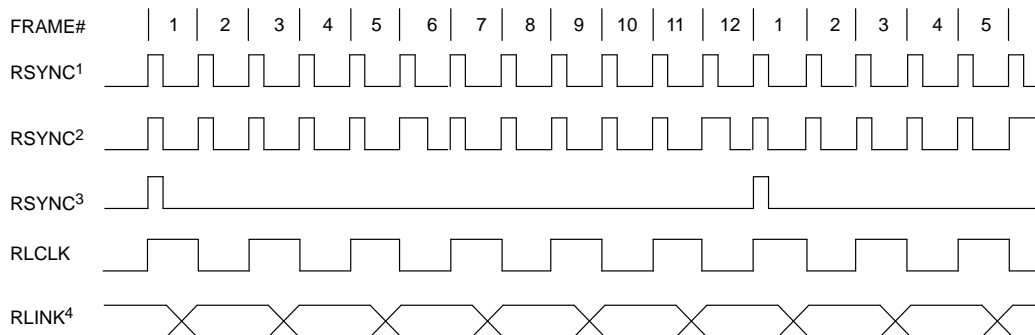 FRAME# 1 2 3 4 5 6 7 8 9 10 11 12 1 2 3 4 5
RSYNC1
RSYNC2
RSYNC3
RLCLK
RLINK4